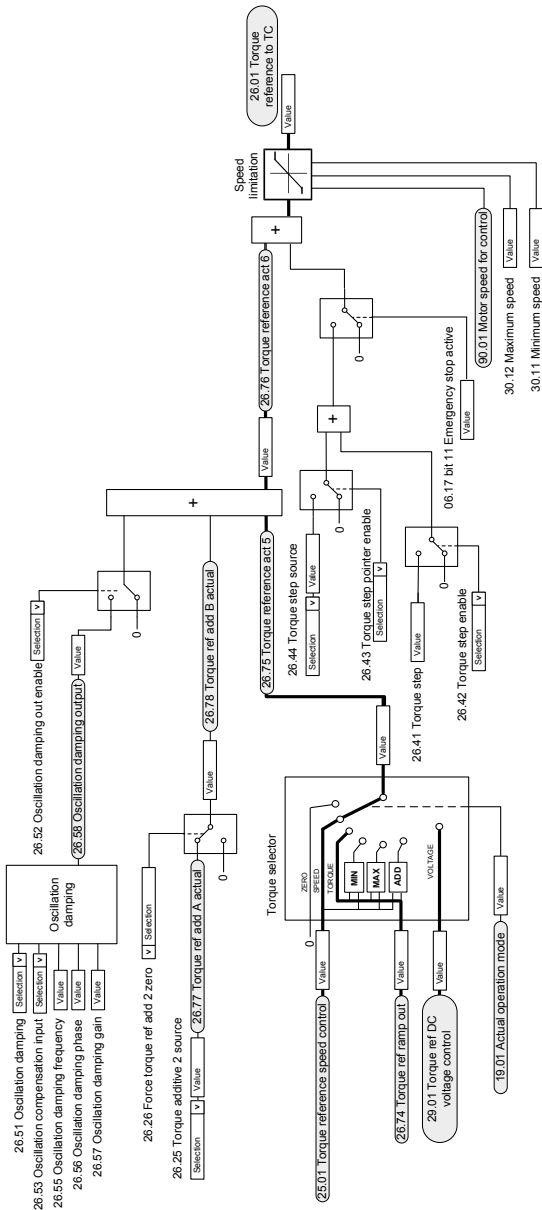 26.51 Oscillation damping
Selection v
26.53 Oscillation compensation input
Selection v
26.55 Oscillation damping frequency
Value
26.56 Oscillation damping phase
Value
26.57 Oscillation damping gain
Value
Oscillation
damping
26.58 Oscillation damping output
Value
26.52 Oscillation damping out enable
Selection v
0
26.26 Force torque ref add 2 zero
v Selection
26.25 Torque additive 2 source
Selection v Value
26.77 Torque ref add A actual
0
Value
26.78 Torque ref add B actual
+
Torque selector
0
ZERO
SPEED
TORQUE
MIN
MAX
ADD
VOLTAGE
25.01 Torque reference speed control
Value
26.74 Torque ref ramp out
Value
29.01 Torque ref DC
voltage control
Value
19.01 Actual operation mode
Value
Value
26.75 Torque reference act 5
Value
26.76 Torque reference act 6
26.44 Torque step source
Selection v Value
0
26.43 Torque step pointer enable
Selection v
26.41 Torque step
Value
0
26.42 Torque step enable
Selection v
+
0
06.17 bit 11 Emergency stop active
Value
+
Speed
limitation
Value
26.01 Torque
reference to TC
90.01 Motor speed for control
30.12 Maximum speed
Value
30.11 Minimum speed
Value